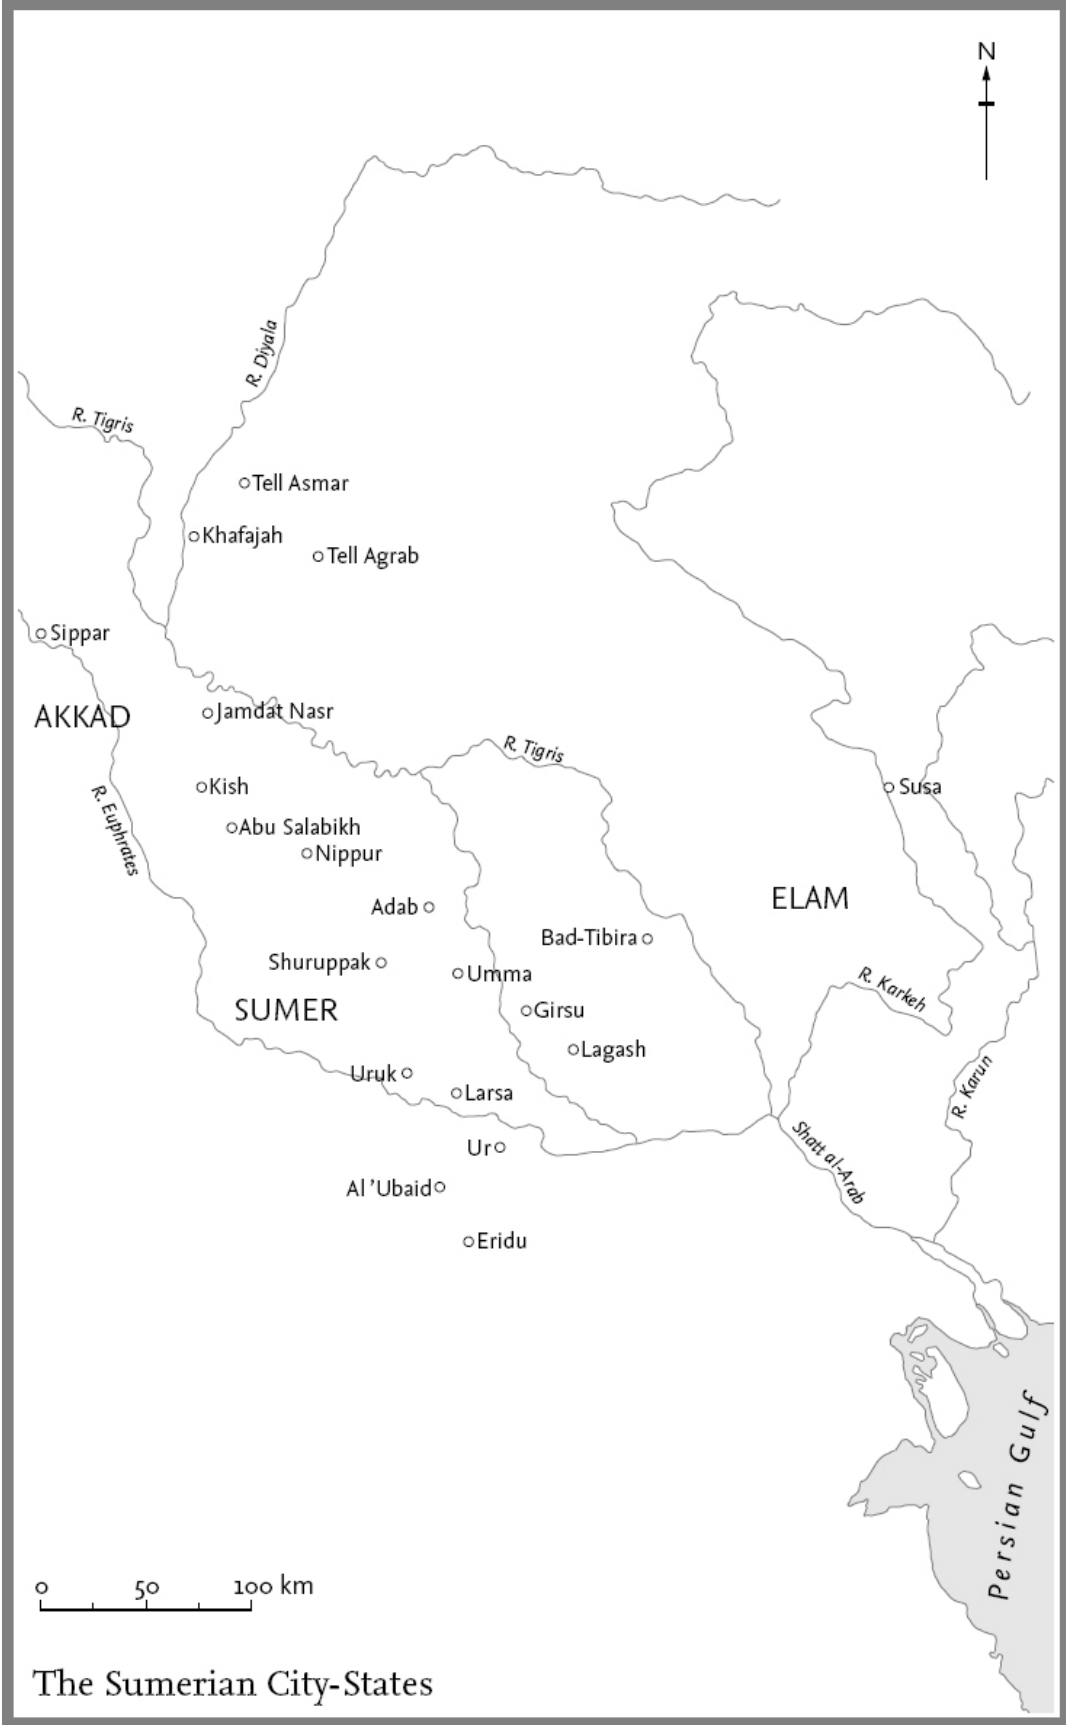 N
R. Diyala
R. Tigris
Tell Asmar
Khafajah
Tell Agrab
Sippar
AKKAD
Jamdat Nasr
R. Tigris
Kish
Susa
R. Euphrates
Abu Salabikh
Nippur
ELAM
Adab
Bad-Tibira
Shuruppak
Umma
R. Karkeh
SUMER
Girsu
Lagash
Uruk
R. Karun
Larsa
Ur
Shatt al-Arab
Al 'Ubaid
Eridu
Persian Gulf
0 50 100 km
The Sumerian City-States